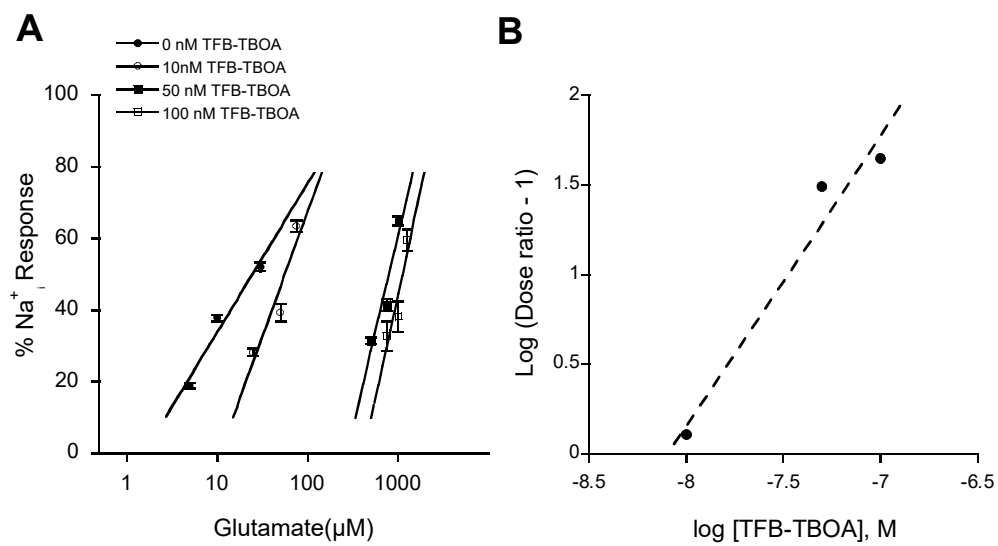 A
0 nM TFB-TBOA
10nM TFB-TBOA
50 nM TFB-TBOA
100 nM TFB-TBOA
100
80
60
40
20
0
% Na+i Response
1 10 100 1000
Glutamate(µM)
B
2
1.5
1
0.5
0
Log (Dose ratio - 1)
-8.5 -8 -7.5 -7 -6.5
log [TFB-TBOA], M